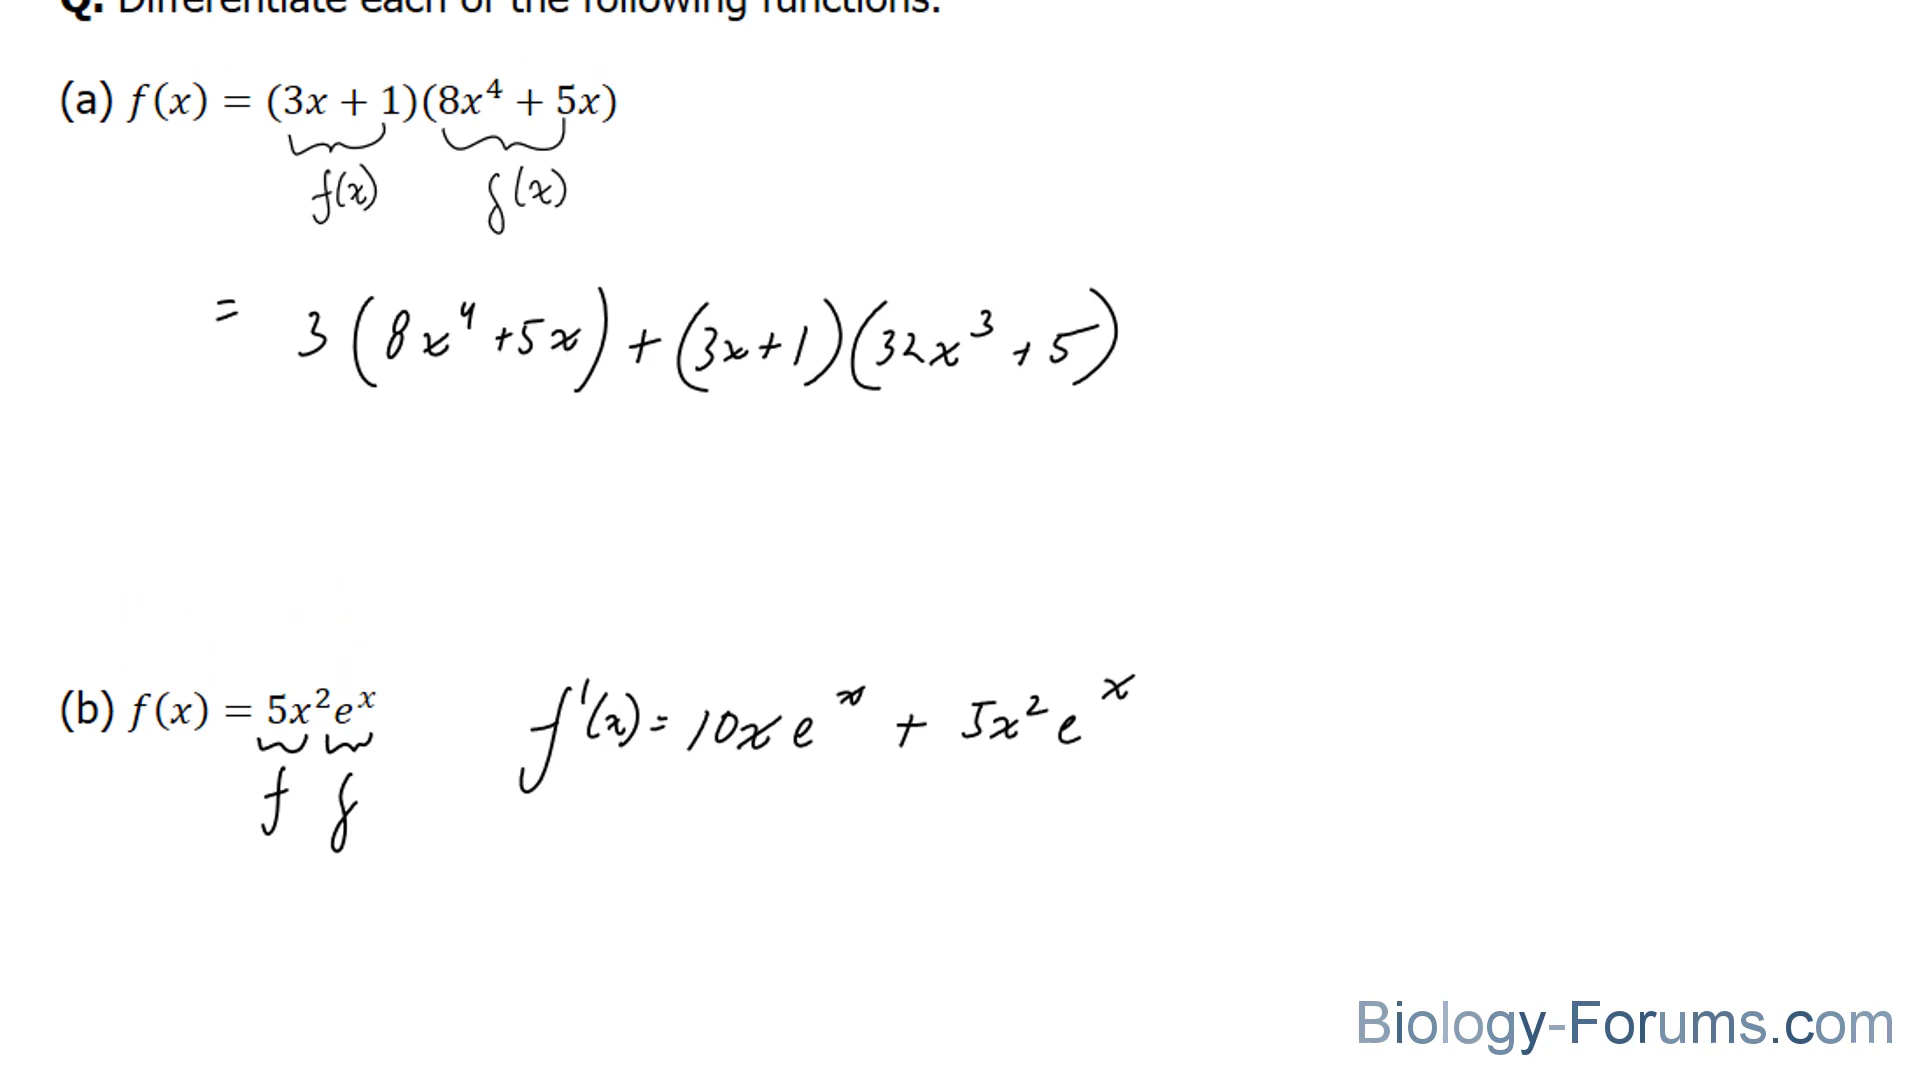 Q. Differentiate each of the following functions.
(a) f(x) = (3x + 1)(8x⁴ + 5x)
f(x) g(x)
= 3(8x⁴ + 5x) + (3x + 1)(32x³ + 5)
(b) f(x) = 5x²eˣ f'(x) = 10xeˣ + 5x²eˣ
f g
Biology-Forums.com